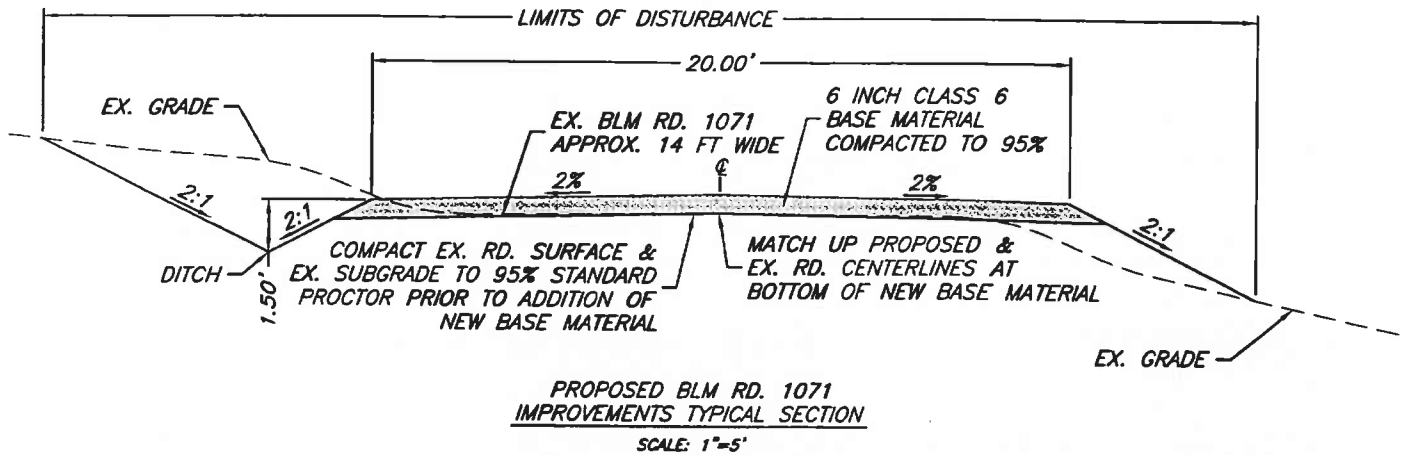 LIMITS OF DISTURBANCE
20.00'
EX. GRADE
EX. BLM RD. 1071
APPROX. 14 FT WIDE
6 INCH CLASS 6
BASE MATERIAL
COMPACTED TO 95%
℄
2%
2%
2:1
2:1
2:1
DITCH
1.50'
COMPACT EX. RD. SURFACE &
EX. SUBGRADE TO 95% STANDARD
PROCTOR PRIOR TO ADDITION OF
NEW BASE MATERIAL
MATCH UP PROPOSED &
EX. RD. CENTERLINES AT
BOTTOM OF NEW BASE MATERIAL
EX. GRADE
PROPOSED BLM RD. 1071
IMPROVEMENTS TYPICAL SECTION
SCALE: 1"=5'